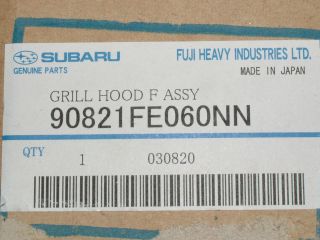 SUBARU
GENUINE PARTS
FUJI HEAVY INDUSTRIES LTD.
MADE IN JAPAN
GRILL HOOD F ASSY
90821FE060NN
QTY
1 030820